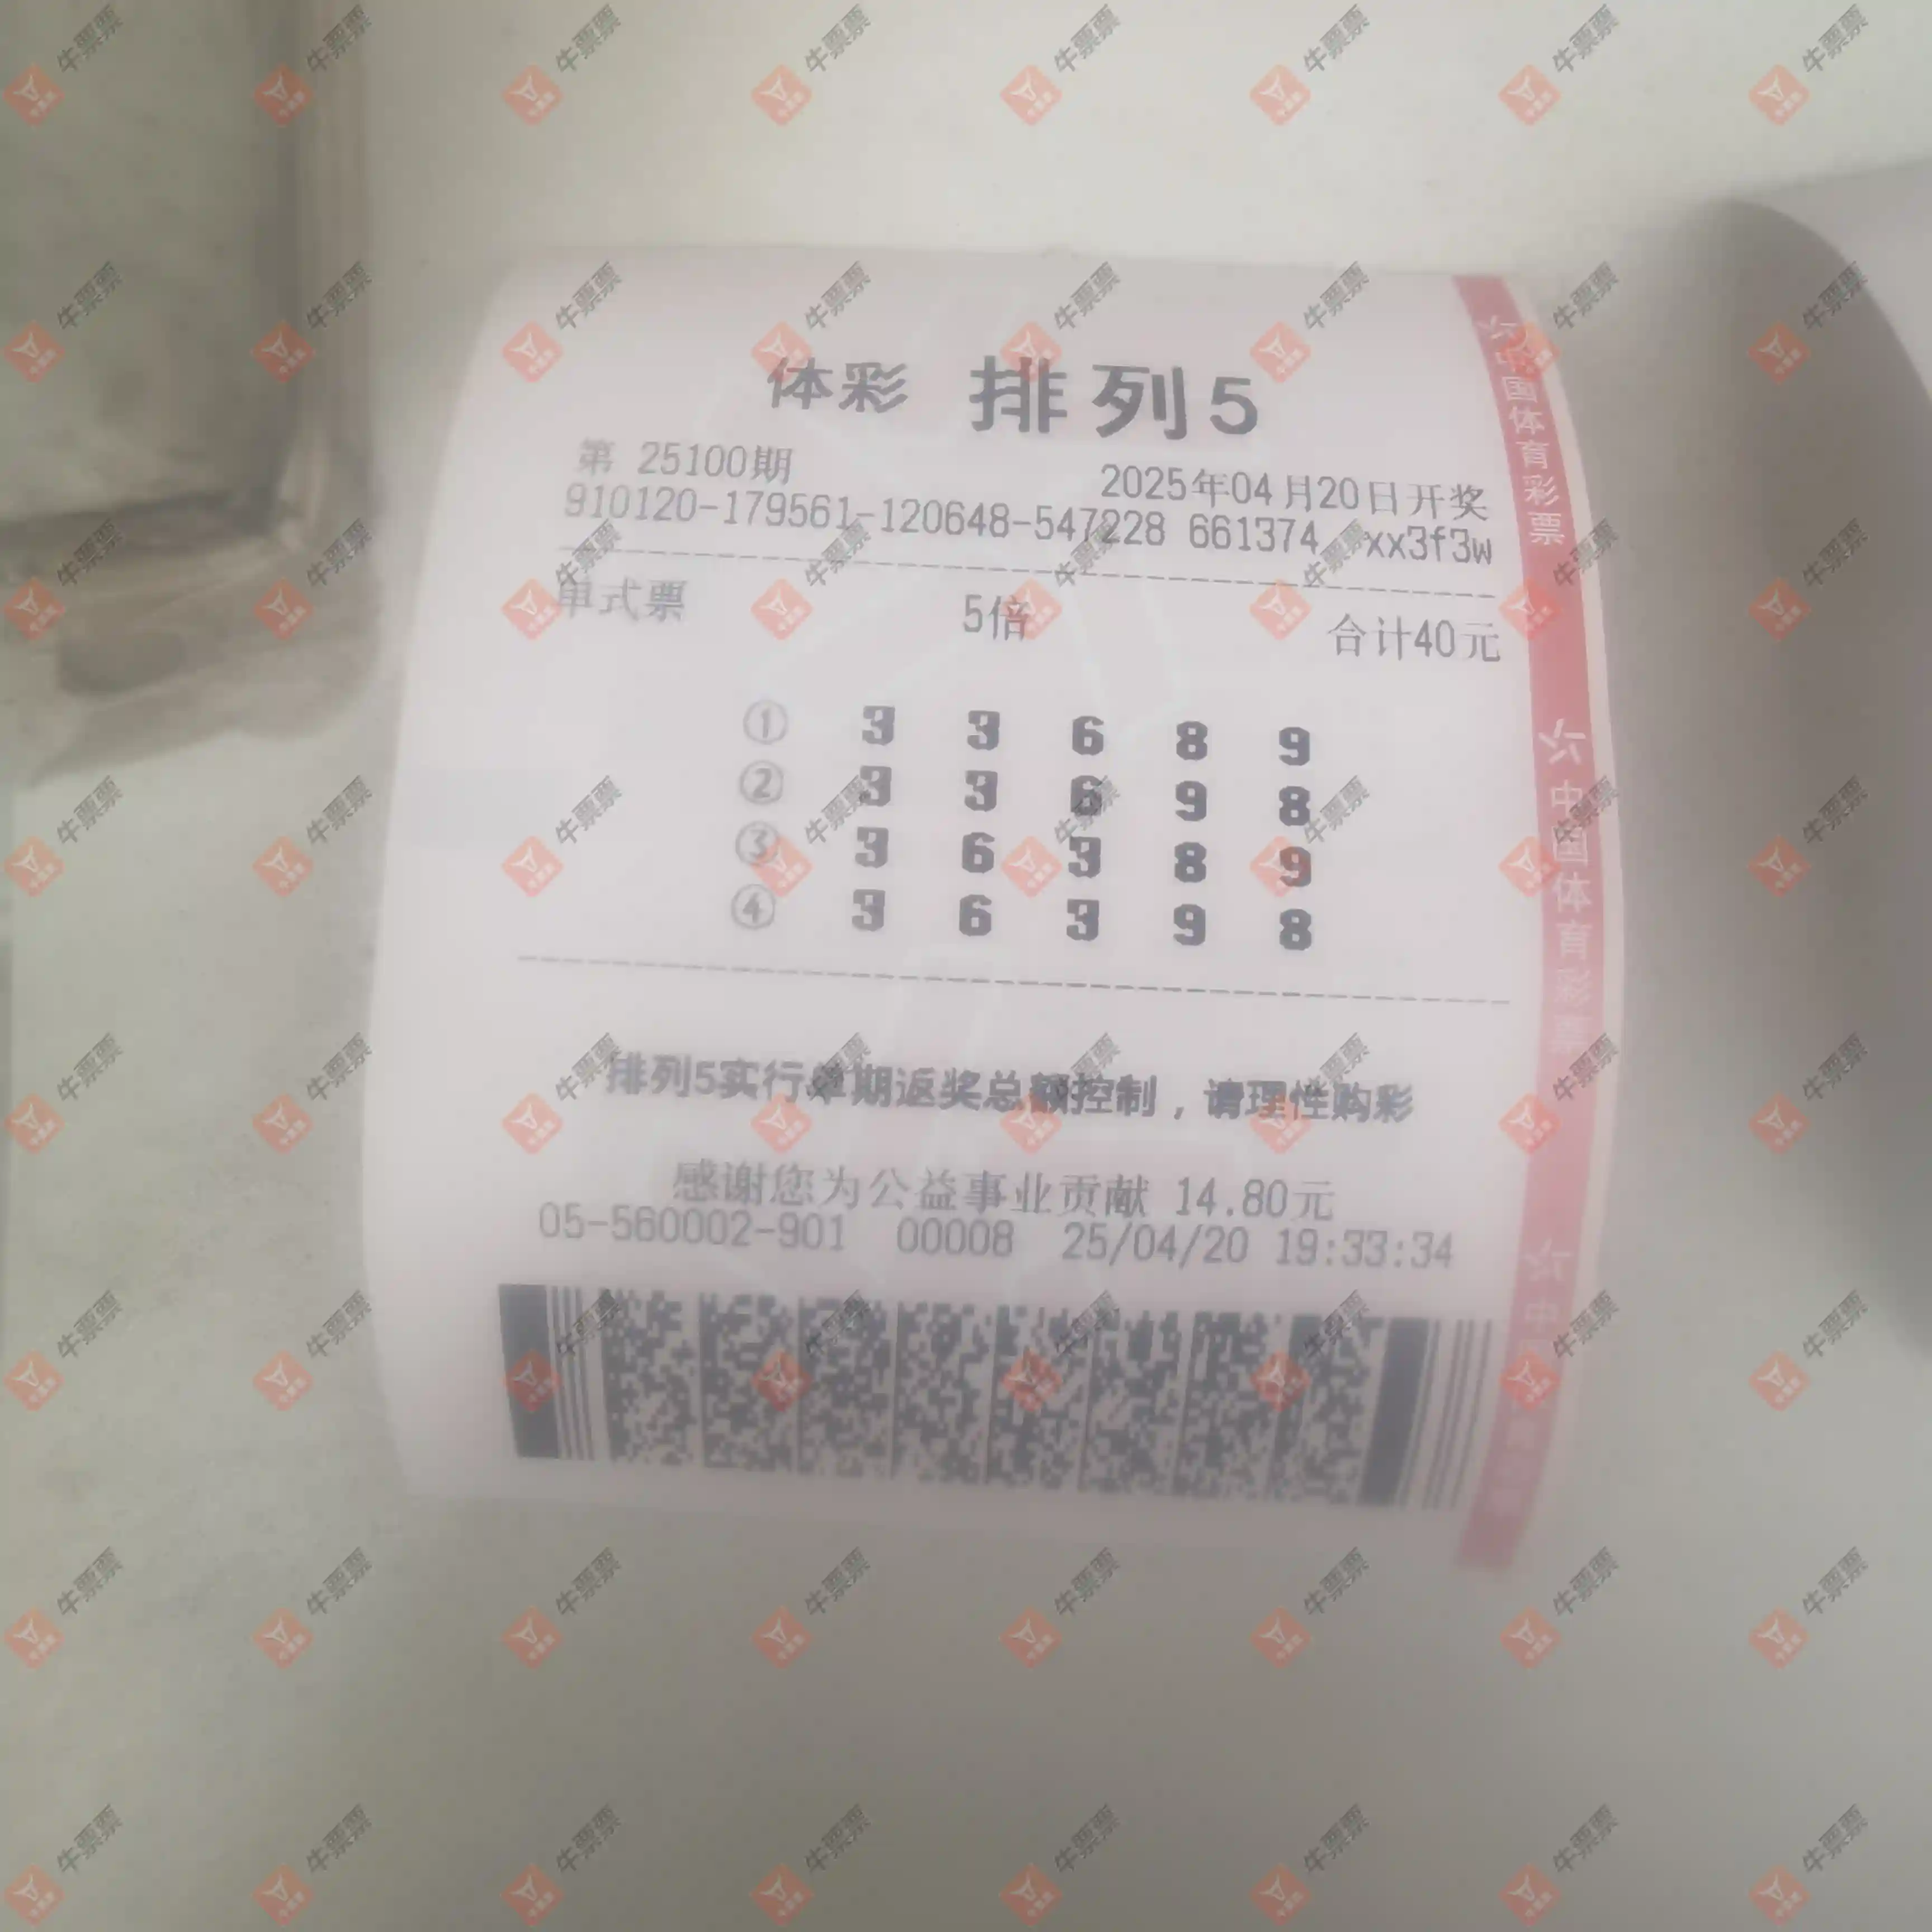 体彩 排列5
第 25100期 2025年04月20日开奖
910120-179561-120648-547228 661374 xx3f3w
单式票 5倍 合计40元
① 3 3 6 8 9
② 3 3 6 9 8
③ 3 6 3 8 9
④ 3 6 3 9 8
排列5实行单期返奖总额控制，请理性购彩
感谢您为公益事业贡献 14.80元
05-560002-901 00008 25/04/20 19:33:34
中国体育彩票
中国体育彩票
牛票票